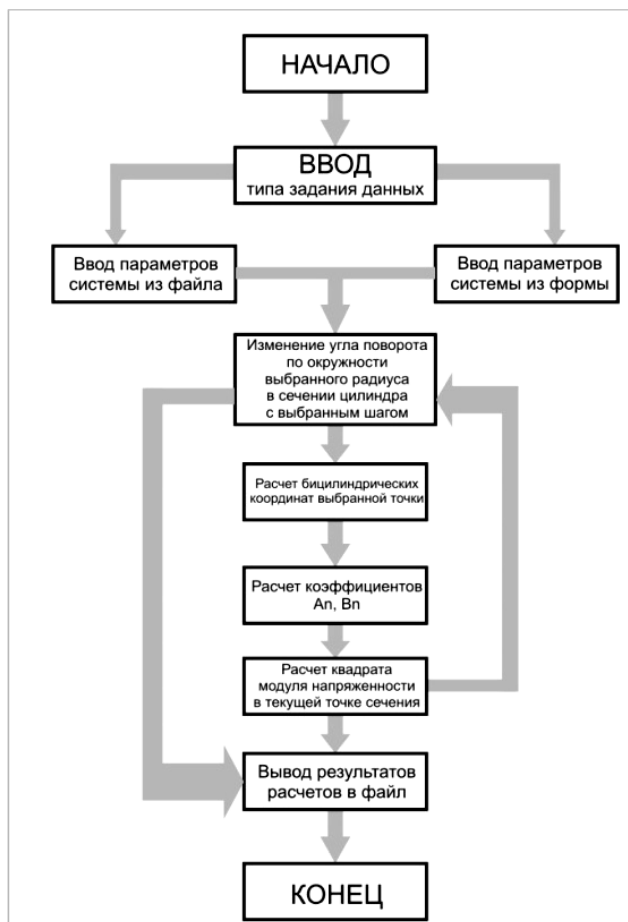 НАЧАЛО
ВВОД
типа задания данных
Ввод параметров
системы из файла
Ввод параметров
системы из формы
Изменение угла поворота
по окружности
выбранного радиуса
в сечении цилиндра
с выбранным шагом
Расчет бицилиндрических
координат выбранной точки
Расчет коэффициентов
An, Bn
Расчет квадрата
модуля напряженности
в текущей точке сечения
Вывод результатов
расчетов в файл
КОНЕЦ